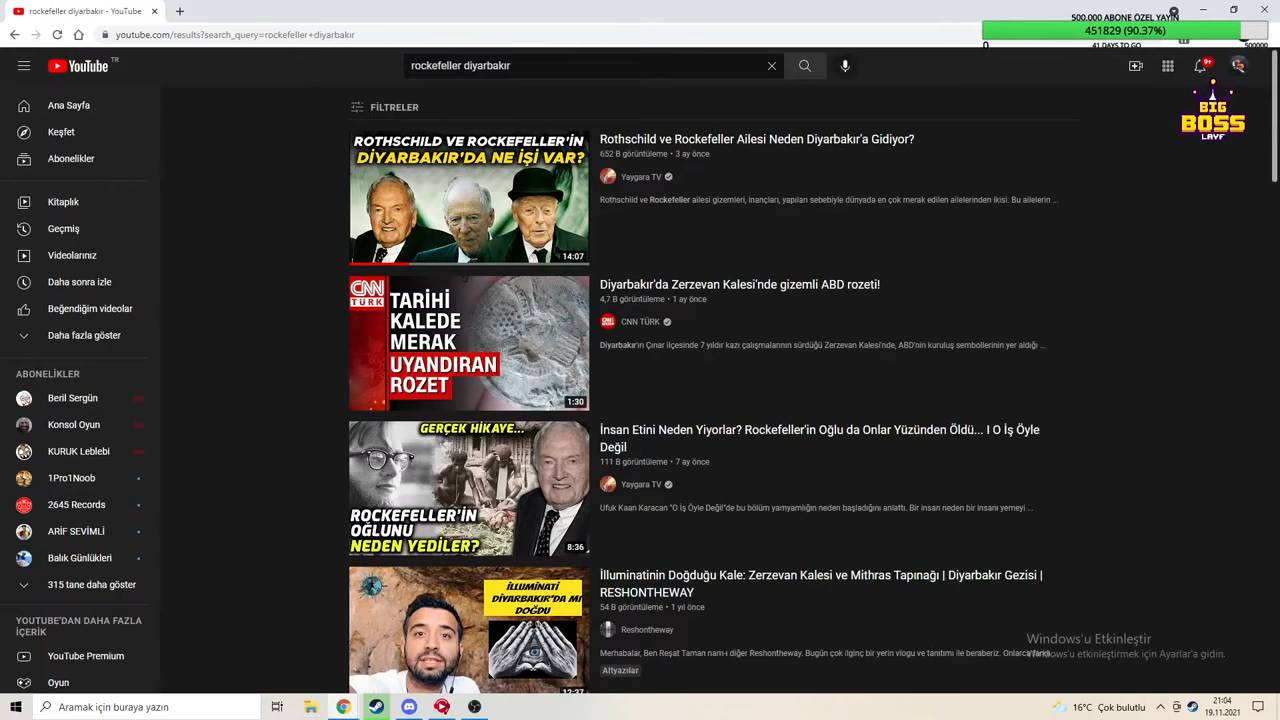 rockefeller diyarbakır - YouTube
500.000 ABONE ÖZEL YAYIN
451829 (90.37%)
0
41 DAYS TO GO
500000
youtube.com/results?search_query=rockefeller+diyarbakır
YouTube TR
rockefeller diyarbakır
9+
BIG
BOSS
LAYF
Ana Sayfa
Keşfet
Abonelikler
Kitaplık
Geçmiş
Videolarınız
Daha sonra izle
Beğendiğim videolar
Daha fazla göster
ABONELİKLER
Beril Sergün
Konsol Oyun
KURUK Leblebi
1Pro1Noob
2645 Records
ARİF SEVİMLİ
Balık Günlükleri
315 tane daha göster
YOUTUBE'DAN DAHA FAZLA
İÇERİK
YouTube Premium
Oyun
FİLTRELER
ROTHSCHILD VE ROCKEFELLER'İN
DİYARBAKIR'DA NE İŞİ VAR?
14:07
Rothschild ve Rockefeller Ailesi Neden Diyarbakır'a Gidiyor?
652 B görüntüleme • 3 ay önce
Yaygara TV
Rothschild ve Rockefeller ailesi gizemleri, inançları, yapıları sebebiyle dünyada en çok merak edilen ailelerinden ikisi. Bu ailelerin ...
CNN
TÜRK
TARİHİ
KALEDE
MERAK
UYANDIRAN
ROZET
1:30
Diyarbakır'da Zerzevan Kalesi'nde gizemli ABD rozeti!
4,7 B görüntüleme • 1 ay önce
CNN TÜRK
Diyarbakır'ın Çınar ilçesinde 7 yıldır kazı çalışmalarının sürdüğü Zerzevan Kalesi'nde, ABD'nin kuruluş sembollerinin yer aldığı ...
GERÇEK HİKAYE...
ROCKEFELLER'İN
OĞLUNU
NEDEN YEDİLER?
8:36
İnsan Etini Neden Yiyorlar? Rockefeller'in Oğlu da Onlar Yüzünden Öldü... I O İş Öyle
Değil
111 B görüntüleme • 7 ay önce
Yaygara TV
Ufuk Kaan Karacan "O İş Öyle Değil"de bu bölüm yamyamlığın neden başladığını anlattı. Bir insan neden bir insanı yemeyi ...
İLLUMİNATİ
DİYARBAKIR'DA MI
DOĞDU
12:37
İlluminatinin Doğduğu Kale: Zerzevan Kalesi ve Mithras Tapınağı | Diyarbakır Gezisi |
RESHONTHEWAY
54 B görüntüleme • 1 yıl önce
Reshontheway
Merhabalar, Ben Reşat Taman nam-ı diğer Reshontheway. Bugün çok ilginç bir yerin vlogu ve tanıtımı ile beraberiz. Onlarca
Altyazılar
Windows'u Etkinleştir
Windows'u etkinleştirmek için Ayarlar'a gidin.
Aramak için buraya yazın
16°C Çok bulutlu
21:04
19.11.2021